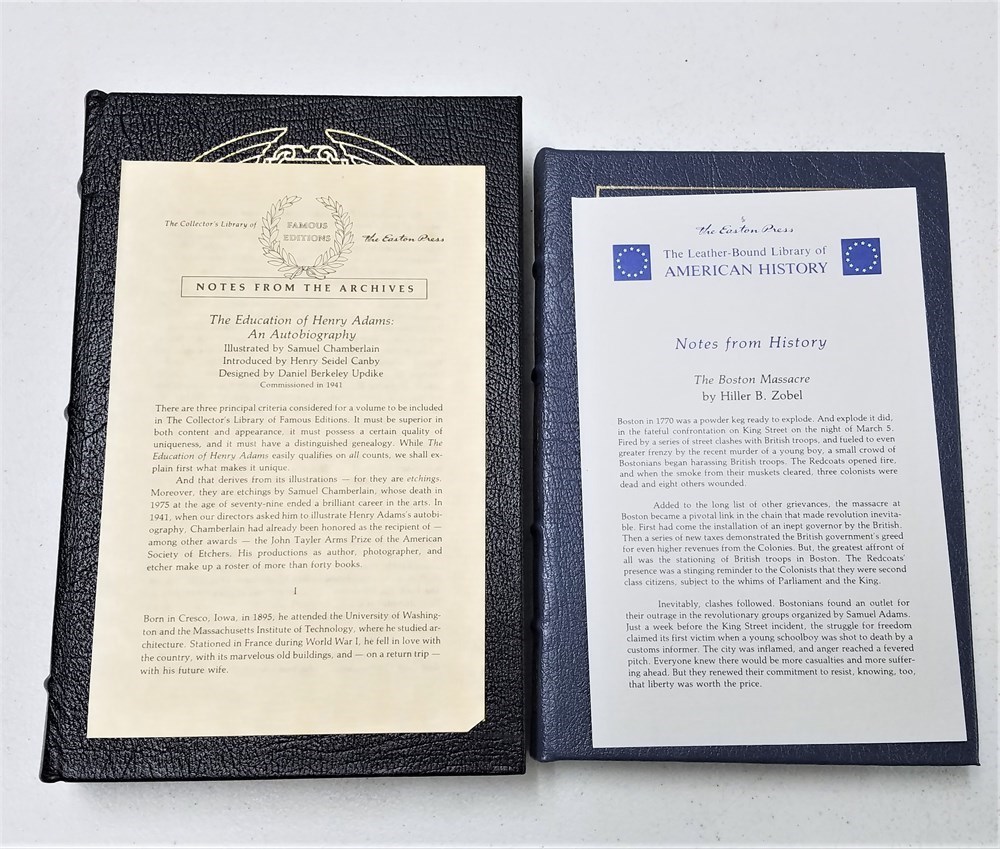 The Collector's Library of
FAMOUS
EDITIONS
the Easton Press
NOTES FROM THE ARCHIVES
The Education of Henry Adams:
An Autobiography
Illustrated by Samuel Chamberlain
Introduced by Henry Seidel Canby
Designed by Daniel Berkeley Updike
Commissioned in 1941
There are three principal criteria considered for a volume to be included
in The Collector's Library of Famous Editions. It must be superior in
both content and appearance, it must possess a certain quality of
uniqueness, and it must have a distinguished genealogy. While The
Education of Henry Adams easily qualifies on all counts, we shall ex-
plain first what makes it unique.
And that derives from its illustrations — for they are etchings.
Moreover, they are etchings by Samuel Chamberlain, whose death in
1975 at the age of seventy-nine ended a brilliant career in the arts. In
1941, when our directors asked him to illustrate Henry Adams's autobi-
ography, Chamberlain had already been honored as the recipient of —
among other awards — the John Tayler Arms Prize of the American
Society of Etchers. His productions as author, photographer, and
etcher make up a roster of more than forty books.
I
Born in Cresco, Iowa, in 1895, he attended the University of Washing-
ton and the Massachusetts Institute of Technology, where he studied ar-
chitecture. Stationed in France during World War I, he fell in love with
the country, with its marvelous old buildings, and — on a return trip —
with his future wife.
the Easton Press
The Leather-Bound Library of
AMERICAN HISTORY
Notes from History
The Boston Massacre
by Hiller B. Zobel
Boston in 1770 was a powder keg ready to explode. And explode it did,
in the fateful confrontation on King Street on the night of March 5.
Fired by a series of street clashes with British troops, and fueled to even
greater frenzy by the recent murder of a young boy, a small crowd of
Bostonians began harassing British troops. The Redcoats opened fire,
and when the smoke from their muskets cleared, three colonists were
dead and eight others wounded.
Added to the long list of other grievances, the massacre at
Boston became a pivotal link in the chain that made revolution inevita-
ble. First had come the installation of an inept governor by the British.
Then a series of new taxes demonstrated the British government's greed
for even higher revenues from the Colonies. But, the greatest affront of
all was the stationing of British troops in Boston. The Redcoats'
presence was a stinging reminder to the Colonists that they were second
class citizens, subject to the whims of Parliament and the King.
Inevitably, clashes followed. Bostonians found an outlet for
their outrage in the revolutionary groups organized by Samuel Adams.
Just a week before the King Street incident, the struggle for freedom
claimed its first victim when a young schoolboy was shot to death by a
customs informer. The city was inflamed, and anger reached a fevered
pitch. Everyone knew there would be more casualties and more suffer-
ing ahead. But they renewed their commitment to resist, knowing, too,
that liberty was worth the price.